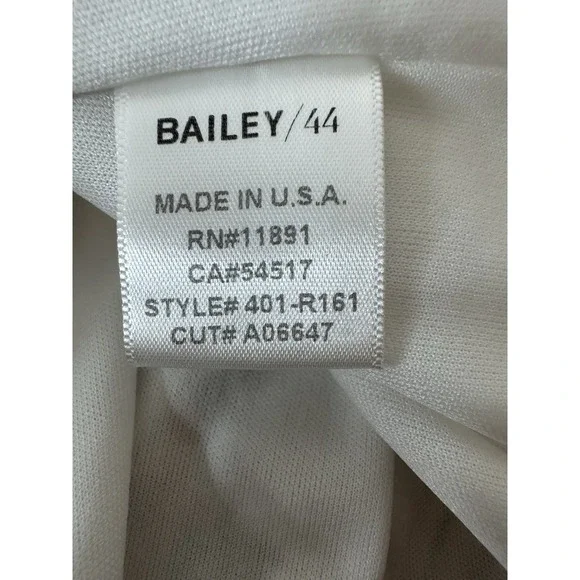 BAILEY/44
MADE IN U.S.A.
RN#11891
CA#54517
STYLE# 401-R161
CUT# A06647